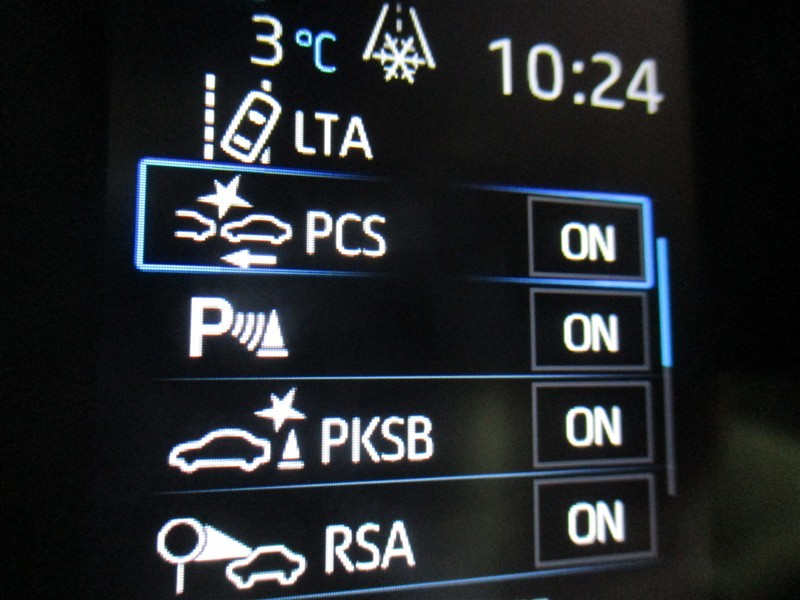 3 °C 10:24
LTA
PCS ON
P ON
PKSB ON
RSA ON